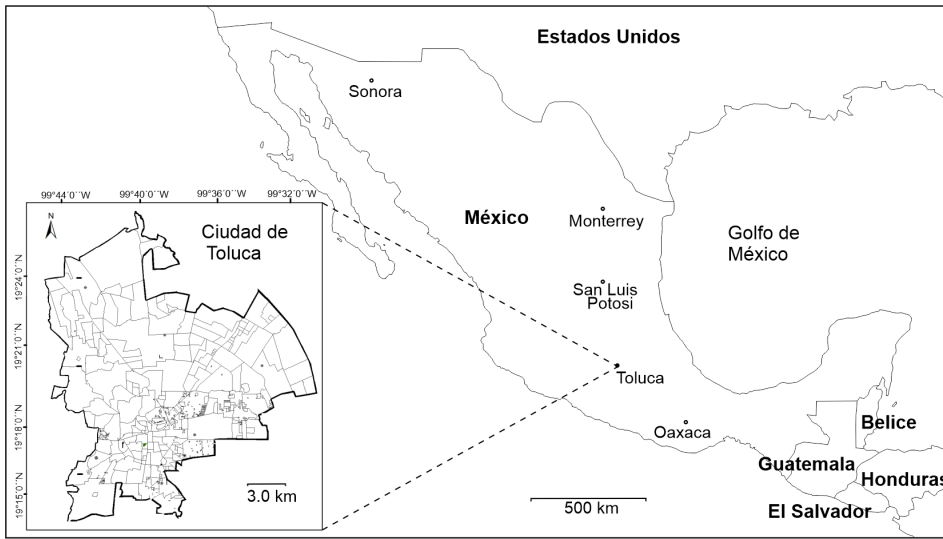 Estados Unidos
Sonora
99°44´0´´W
99°40´0´´W
99°36´0´´W
99°32´0´´W
México
Monterrey
Golfo de
México
N
Ciudad de
Toluca
19°24´0´´N
19°21´0´´N
19°18´0´´N
19°15´0´´N
3.0 km
San Luis
Potosi
Toluca
Oaxaca
Belice
Guatemala
Honduras
El Salvador
500 km